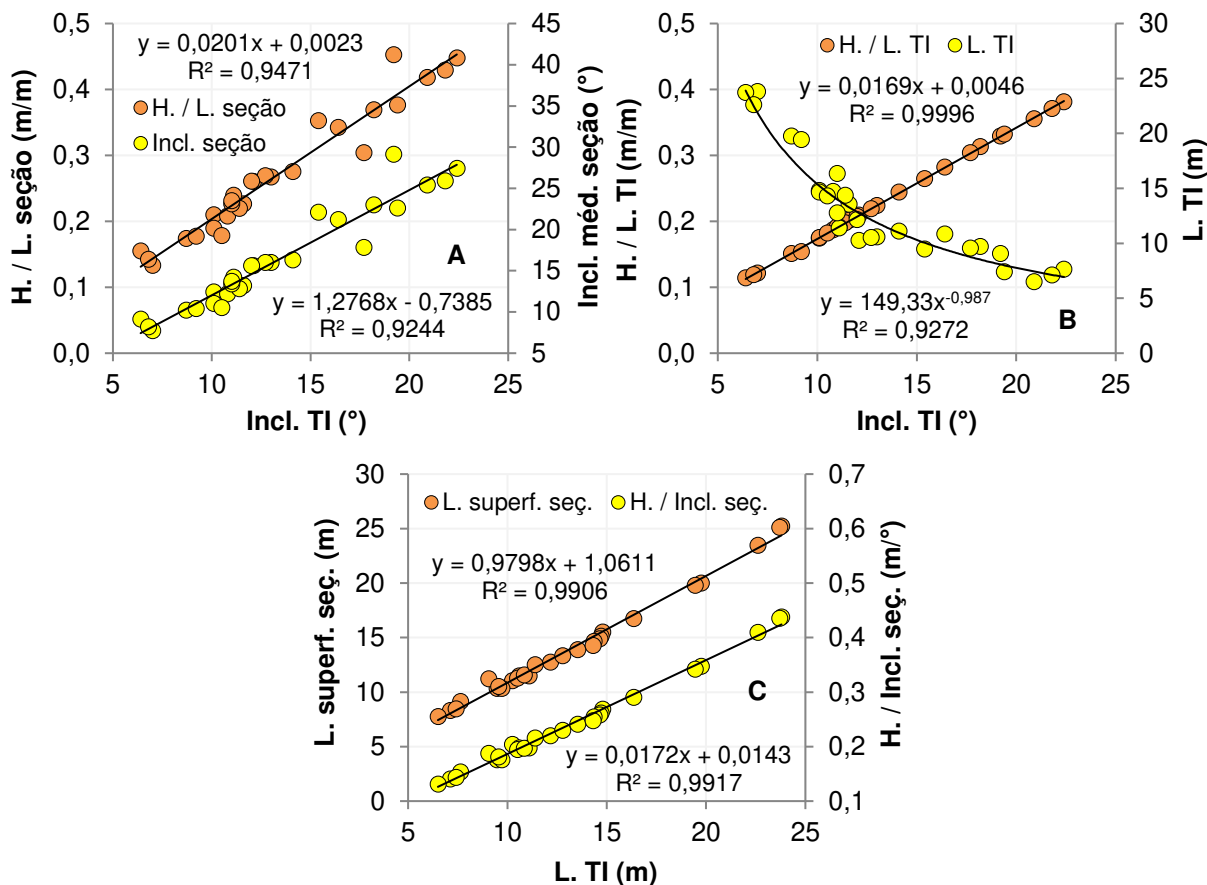 y = 0,0201x + 0,0023
R² = 0,9471
H. / L. seção
Incl. seção
A
y = 1,2768x - 0,7385
R² = 0,9244
0,5
0,4
0,3
0,2
0,1
0,0
H. / L. seção (m/m)
45
40
35
30
25
20
15
10
5
Incl. méd. seção (°)
5 10 15 20 25
Incl. TI (°)
H. / L. TI
L. TI
y = 0,0169x + 0,0046
R² = 0,9996
y = 149,33x-0,987
R² = 0,9272
B
0,5
0,4
0,3
0,2
0,1
0,0
H. / L. TI (m/m)
30
25
20
15
10
5
0
L. TI (m)
5 10 15 20 25
Incl. TI (°)
L. superf. seç.
H. / Incl. seç.
y = 0,9798x + 1,0611
R² = 0,9906
C
y = 0,0172x + 0,0143
R² = 0,9917
30
25
20
15
10
5
0
L. superf. seç. (m)
0,7
0,6
0,5
0,4
0,3
0,2
0,1
H. / Incl. seç. (m/°)
5 10 15 20 25
L. TI (m)